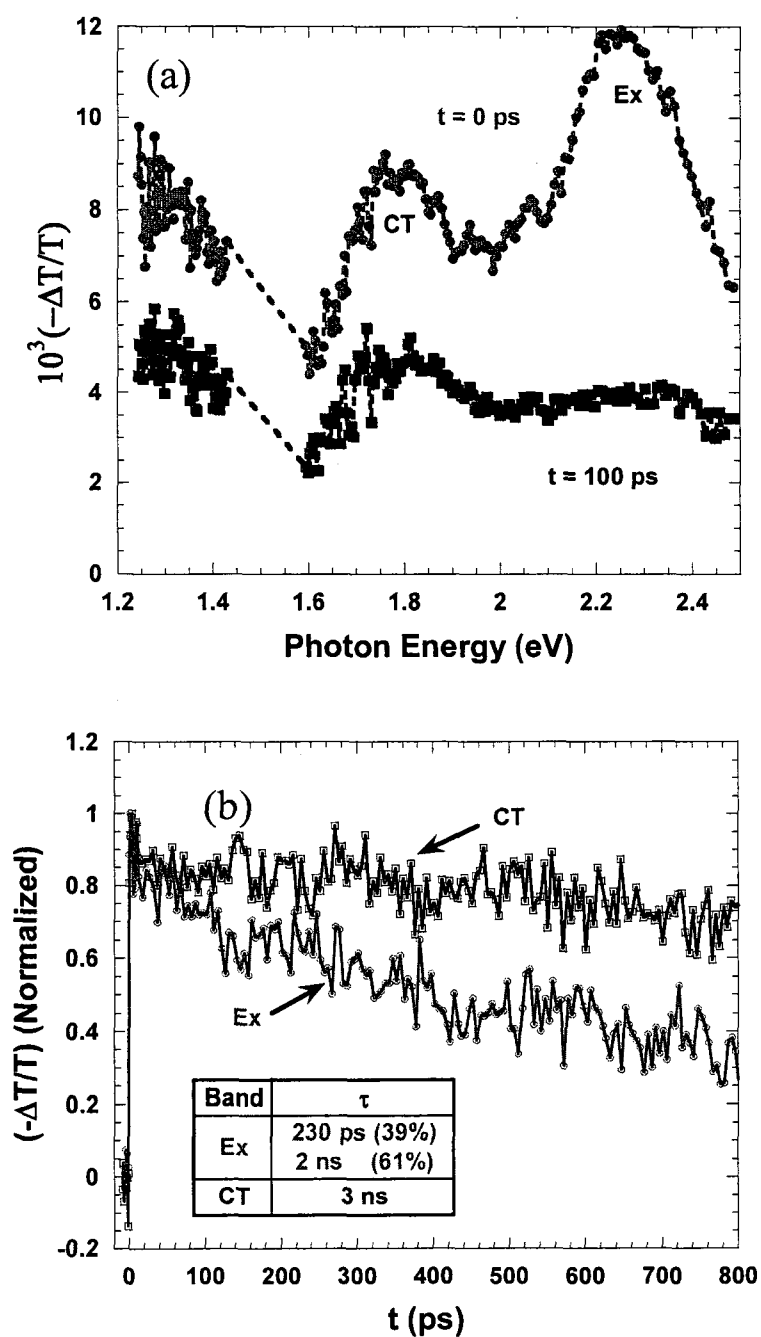 12
(a)
Ex
t = 0 ps
10
8
CT
6
4
2
t = 100 ps
0
1.2
1.4
1.6
1.8
2
2.2
2.4
10³(−ΔT/T)
Photon Energy (eV)
1.2
(b)
CT
1
0.8
0.6
Ex
0.4
0.2
0
-0.2
Band τ
Ex 230 ps (39%)
2 ns (61%)
CT 3 ns
0
100
200
300
400
500
600
700
800
(-ΔT/T) (Normalized)
t (ps)